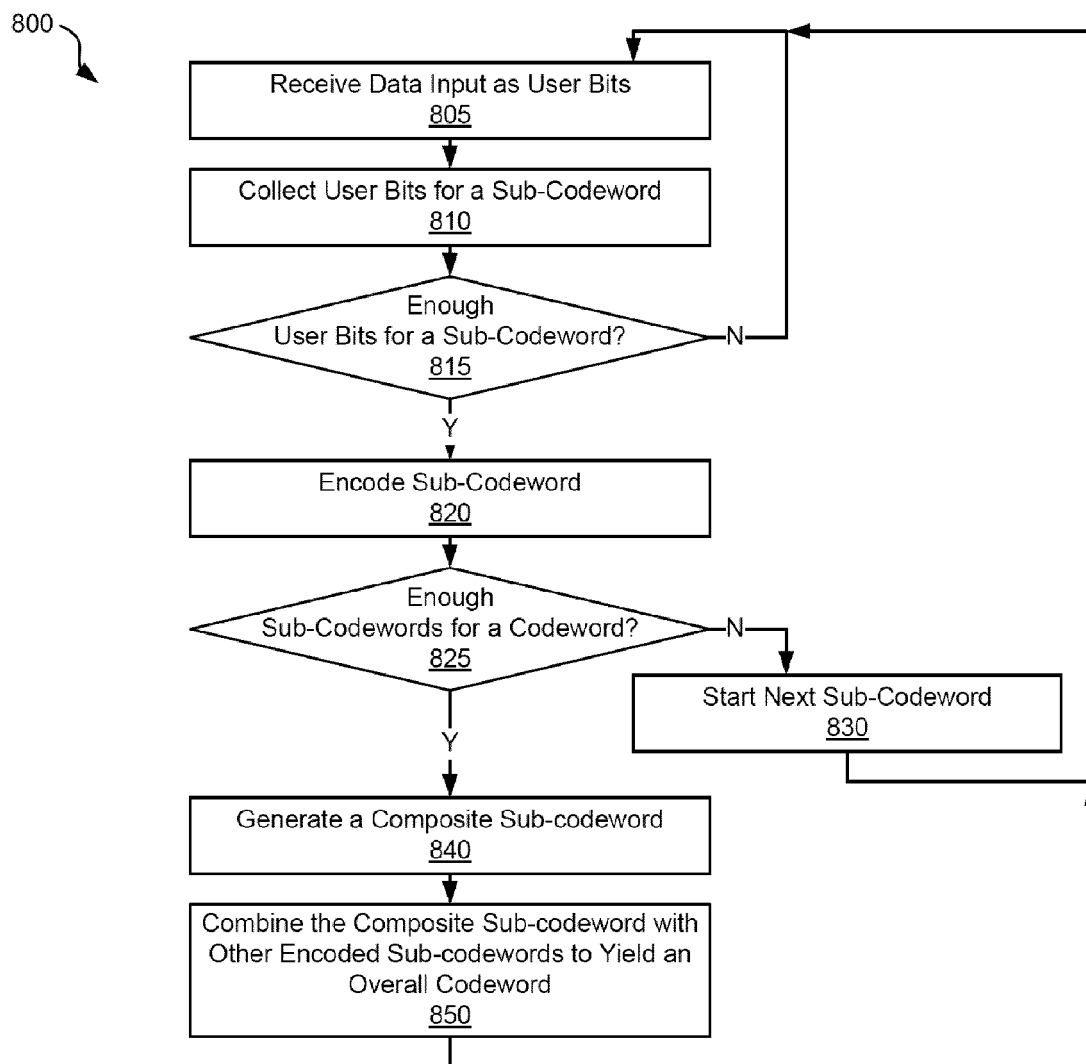 800
Receive Data Input as User Bits
805
Collect User Bits for a Sub-Codeword
810
Enough
User Bits for a Sub-Codeword?
815
N
Y
Encode Sub-Codeword
820
Enough
Sub-Codewords for a Codeword?
825
N
Start Next Sub-Codeword
830
Y
Generate a Composite Sub-codeword
840
Combine the Composite Sub-codeword with
Other Encoded Sub-codewords to Yield an
Overall Codeword
850